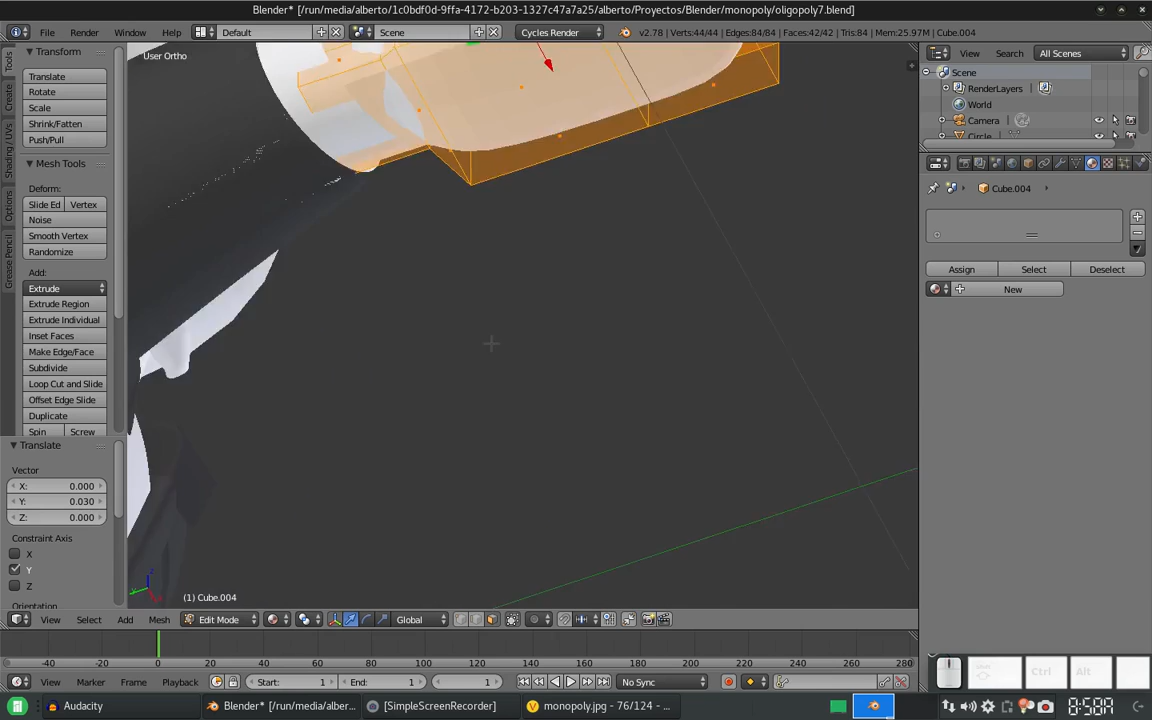 Blender* [/run/media/alberto/1c0bdf0d-9ffa-4172-b203-1327c47a7a25/alberto/Proyectos/Blender/monopoly/oligopoly7.blend]
File Render Window Help Default Scene Cycles Render v2.78 | Verts:44/44 | Edges:84/84 | Faces:42/42 | Tris:84 | Mem:25.97M | Cube.004
Tools
Create
Shading / UVs
Options
Grease Pencil
Transform
Translate
Rotate
Scale
Shrink/Fatten
Push/Pull
Mesh Tools
Deform:
Slide Ed Vertex
Noise
Smooth Vertex
Randomize
Add:
Extrude
Extrude Region
Extrude Individual
Inset Faces
Make Edge/Face
Subdivide
Loop Cut and Slide
Offset Edge Slide
Duplicate
Spin Screw
Translate
Vector
X: 0.000
Y: 0.030
Z: 0.000
Constraint Axis
X
Y
Z
Orientation
User Ortho
(1) Cube.004
View Search All Scenes
Scene
RenderLayers
World
Camera
Circle
Cube.004
Assign Select Deselect
New
View Select Add Mesh Edit Mode Global
-40 -20 0 20 40 60 80 100 120 140 160 180 200 220 240 260 280
View Marker Frame Playback Start: 1 End: 1 1 No Sync
Ctrl Alt
Audacity Blender* [/run/media/alber... [SimpleScreenRecorder] monopoly.jpg - 76/124 - ...